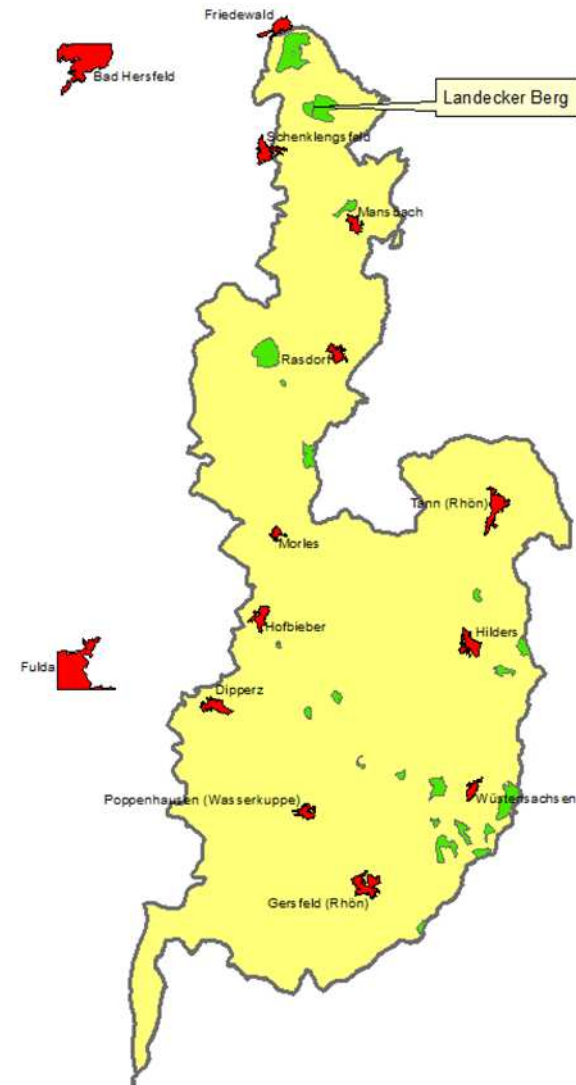 Friedewald
Bad Hersfeld
Landecker Berg
Schenklengsfeld
Mansbach
Rasdorf
Tann (Rhön)
Morles
Hofbieber
Hilders
Fulda
Dipperz
Poppenhausen (Wasserkuppe)
Wüstensachsen
Gersfeld (Rhön)